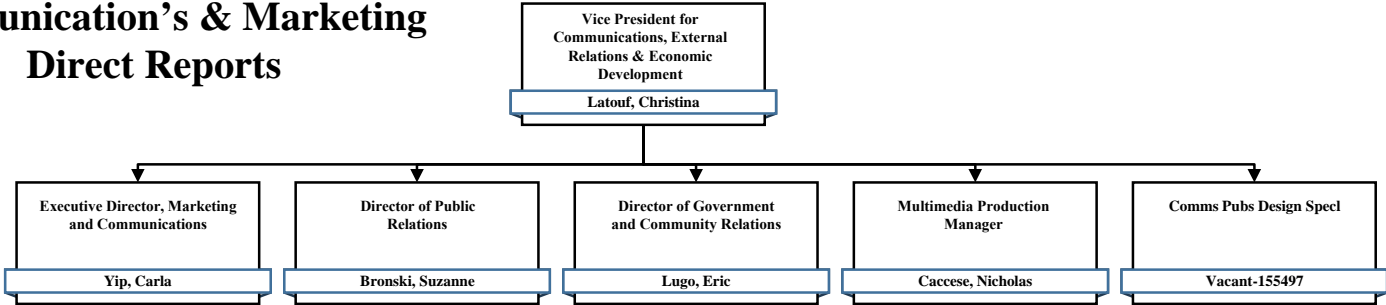 unication’s & Marketing
Direct Reports
Vice President for
Communications, External
Relations & Economic
Development
Latouf, Christina
Executive Director, Marketing
and Communications
Yip, Carla
Director of Public
Relations
Bronski, Suzanne
Director of Government
and Community Relations
Lugo, Eric
Multimedia Production
Manager
Caccese, Nicholas
Comms Pubs Design Specl
Vacant-155497